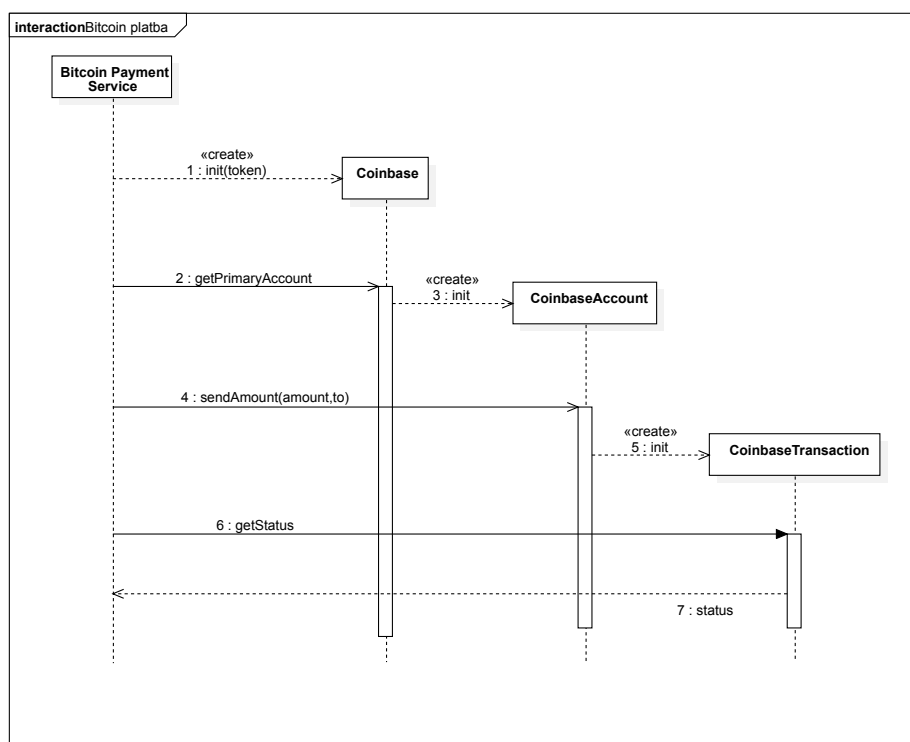 interactionBitcoin platba
Bitcoin Payment
Service
«create»
1 : init(token)
Coinbase
2 : getPrimaryAccount
«create»
3 : init
CoinbaseAccount
4 : sendAmount(amount,to)
«create»
5 : init
CoinbaseTransaction
6 : getStatus
7 : status